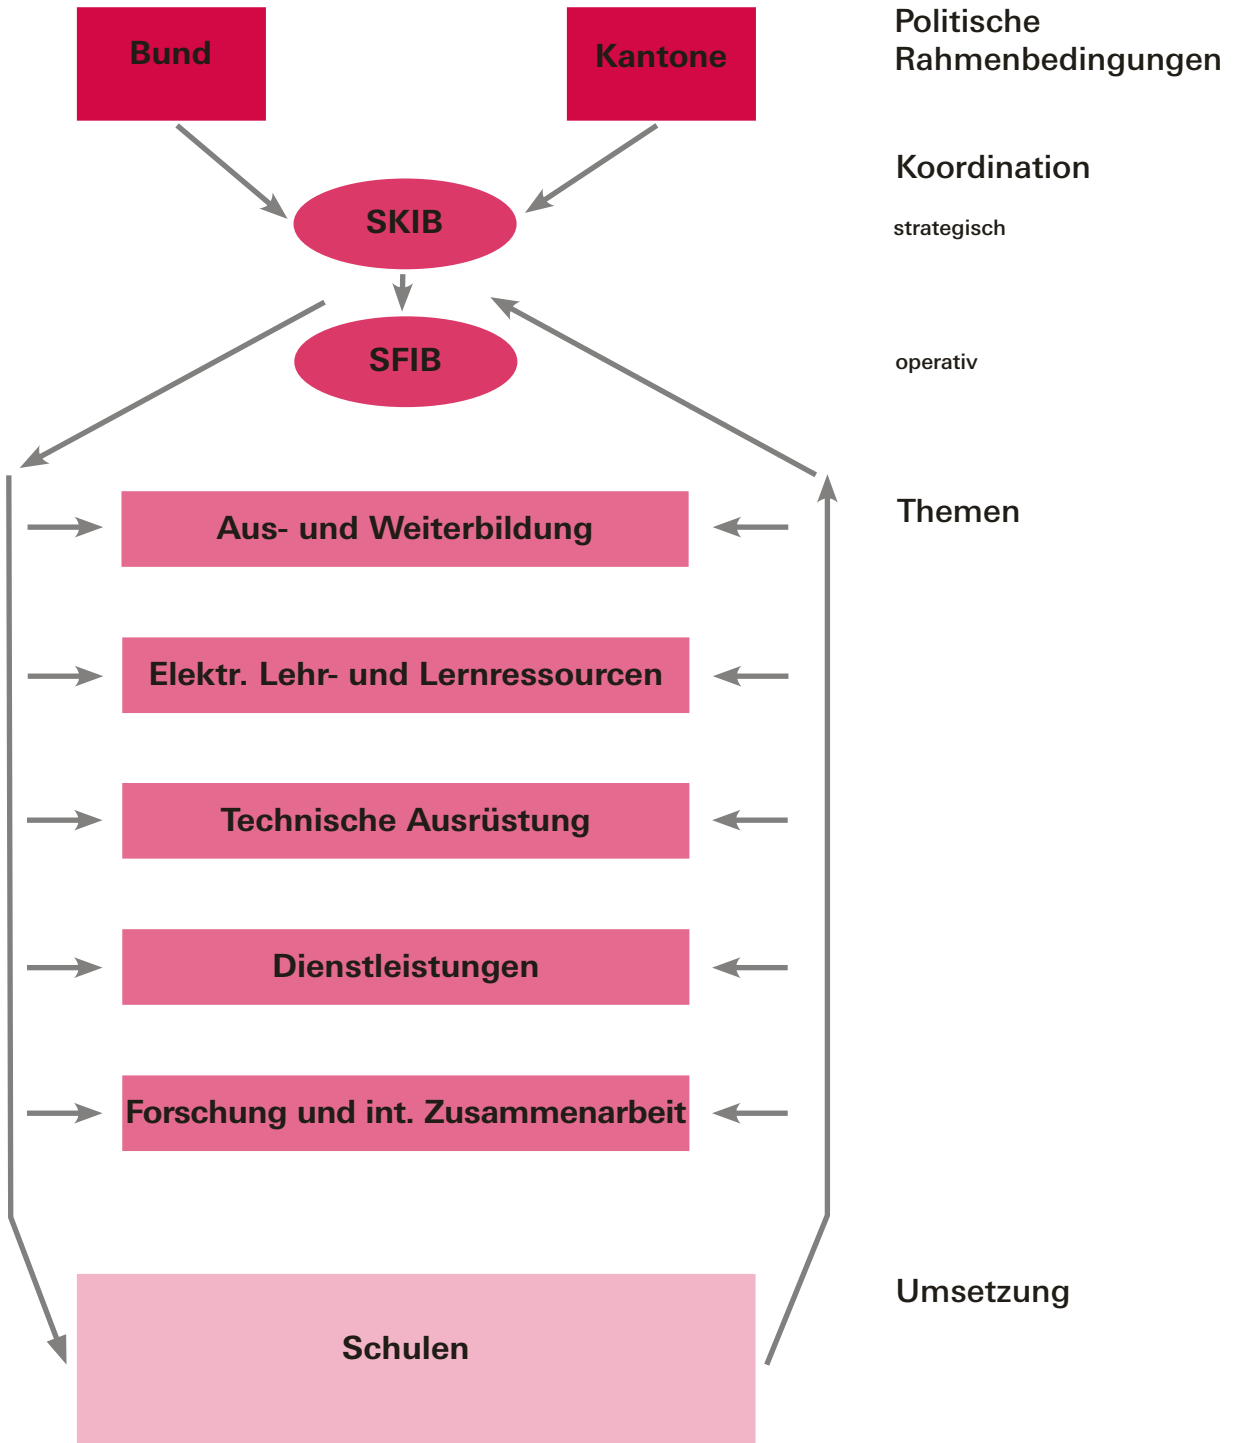 Bund
Kantone
Politische
Rahmenbedingungen
Koordination
SKIB
strategisch
SFIB
operativ
Aus- und Weiterbildung
Themen
Elektr. Lehr- und Lernressourcen
Technische Ausrüstung
Dienstleistungen
Forschung und int. Zusammenarbeit
Umsetzung
Schulen